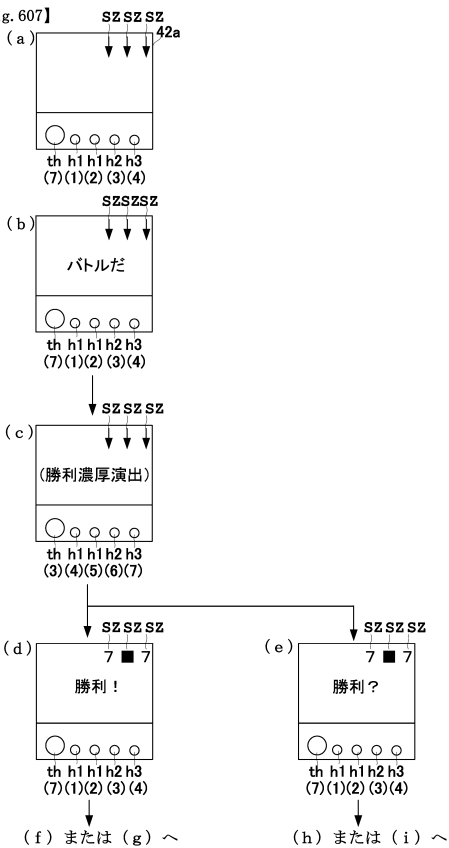 g.607】
SZ SZ SZ
(a) 42a
th h1 h1 h2 h3
(7)(1)(2)(3)(4)
SZSZSZ
(b)
バトルだ
th h1 h1 h2 h3
(7)(1)(2)(3)(4)
SZ SZ SZ
(c)
(勝利濃厚演出)
th h1 h1 h2 h3
(3)(4)(5)(6)(7)
SZ SZ SZ
(d) 7 ■ 7
勝利！
th h1 h1 h2 h3
(7)(1)(2)(3)(4)
(f) または (g) へ
SZ SZ SZ
(e) 7 ■ 7
勝利？
th h1 h1 h2 h3
(7)(1)(2)(3)(4)
(h) または (i) へ